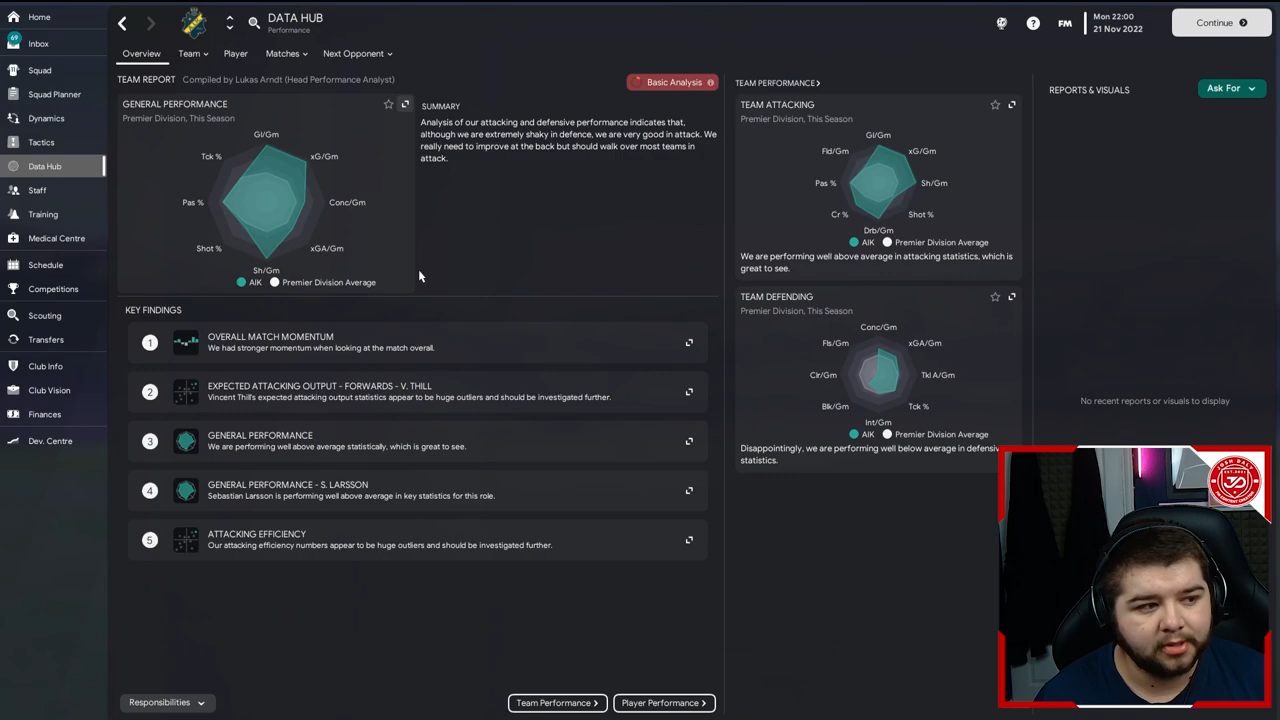 Home
DATA HUB
Performance
FM
Mon 22:00
21 Nov 2022
Continue
69
Inbox
Squad
Squad Planner
Dynamics
Tactics
Data Hub
Staff
Training
Medical Centre
Schedule
Competitions
Scouting
Transfers
Club Info
Club Vision
Finances
Dev. Centre
Overview
Team
Player
Matches
Next Opponent
TEAM REPORT Compiled by Lukas Arndt (Head Performance Analyst)
Basic Analysis
GENERAL PERFORMANCE
Premier Division, This Season
Gl/Gm
Tck %
xG/Gm
Pas %
Conc/Gm
Shot %
xGA/Gm
Sh/Gm
AIK
Premier Division Average
SUMMARY
Analysis of our attacking and defensive performance indicates that,
although we are extremely shaky in defence, we are very good in attack. We
really need to improve at the back but should walk over most teams in
attack.
KEY FINDINGS
1
OVERALL MATCH MOMENTUM
We had stronger momentum when looking at the match overall.
2
EXPECTED ATTACKING OUTPUT - FORWARDS - V. THILL
Vincent Thill's expected attacking output statistics appear to be huge outliers and should be investigated further.
3
GENERAL PERFORMANCE
We are performing well above average statistically, which is great to see.
4
GENERAL PERFORMANCE - S. LARSSON
Sebastian Larsson is performing well above average in key statistics for this role.
5
ATTACKING EFFICIENCY
Our attacking efficiency numbers appear to be huge outliers and should be investigated further.
Responsibilities
Team Performance
Player Performance
TEAM PERFORMANCE
TEAM ATTACKING
Premier Division, This Season
Gl/Gm
Fld/Gm
xG/Gm
Pas %
Sh/Gm
Cr %
Shot %
Drb/Gm
AIK
Premier Division Average
We are performing well above average in attacking statistics, which is
great to see.
TEAM DEFENDING
Premier Division, This Season
Conc/Gm
Fls/Gm
xGA/Gm
Clr/Gm
Tkl A/Gm
Blk/Gm
Tck %
Int/Gm
AIK
Premier Division Average
Disappointingly, we are performing well below average in defensive
statistics.
REPORTS & VISUALS
Ask For
No recent reports or visuals to display
JOSH DALY
EST.2021
JD